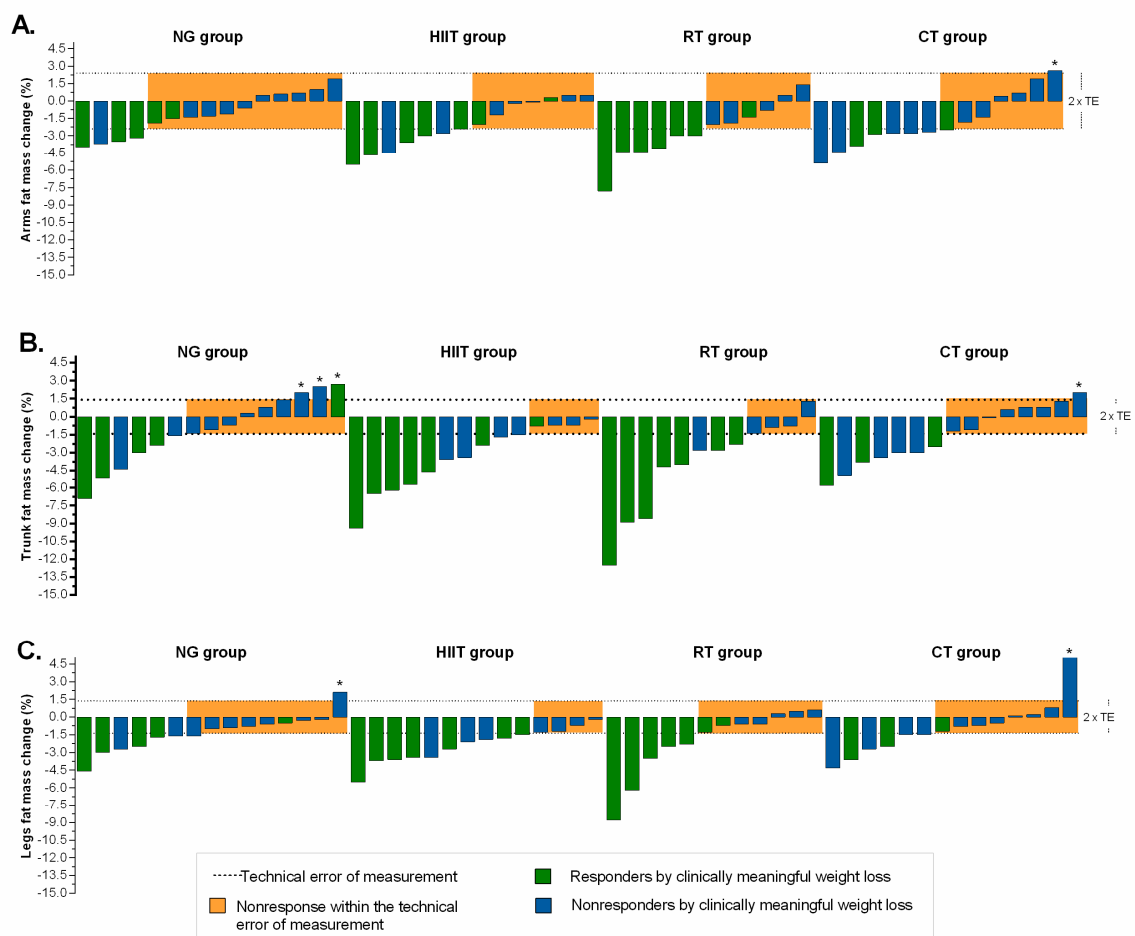 A.
NG group
HIIT group
RT group
CT group
Arms fat mass change (%)
4.5
3.0
1.5
0.0
-1.5
-3.0
-4.5
-6.0
-7.5
-9.0
-10.5
-12.0
-13.5
-15.0
*
2 x TE
B.
NG group
HIIT group
RT group
CT group
Trunk fat mass change (%)
4.5
3.0
1.5
0.0
-1.5
-3.0
-4.5
-6.0
-7.5
-9.0
-10.5
-12.0
-13.5
-15.0
* * *
*
2 x TE
C.
NG group
HIIT group
RT group
CT group
Legs fat mass change (%)
4.5
3.0
1.5
0.0
-1.5
-3.0
-4.5
-6.0
-7.5
-9.0
-10.5
-12.0
-13.5
-15.0
*
*
2 x TE
Technical error of measurement
Nonresponse within the technical
error of measurement
Responders by clinically meaningful weight loss
Nonresponders by clinically meaningful weight loss